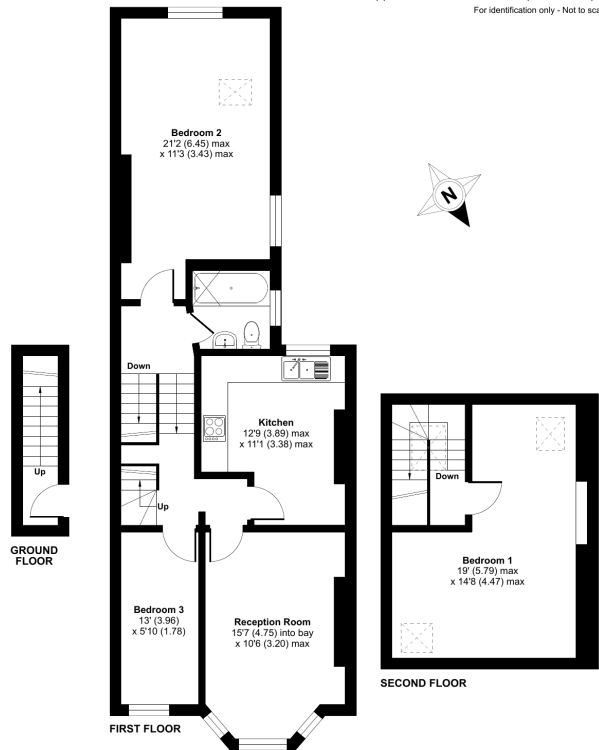 For identification only - Not to sca
Bedroom 2
21'2 (6.45) max
x 11'3 (3.43) max
N
Down
Kitchen
12'9 (3.89) max
x 11'1 (3.38) max
Up
Up
Down
GROUND
FLOOR
Bedroom 1
19' (5.79) max
x 14'8 (4.47) max
Bedroom 3
13' (3.96)
x 5'10 (1.78)
Reception Room
15'7 (4.75) into bay
x 10'6 (3.20) max
SECOND FLOOR
FIRST FLOOR